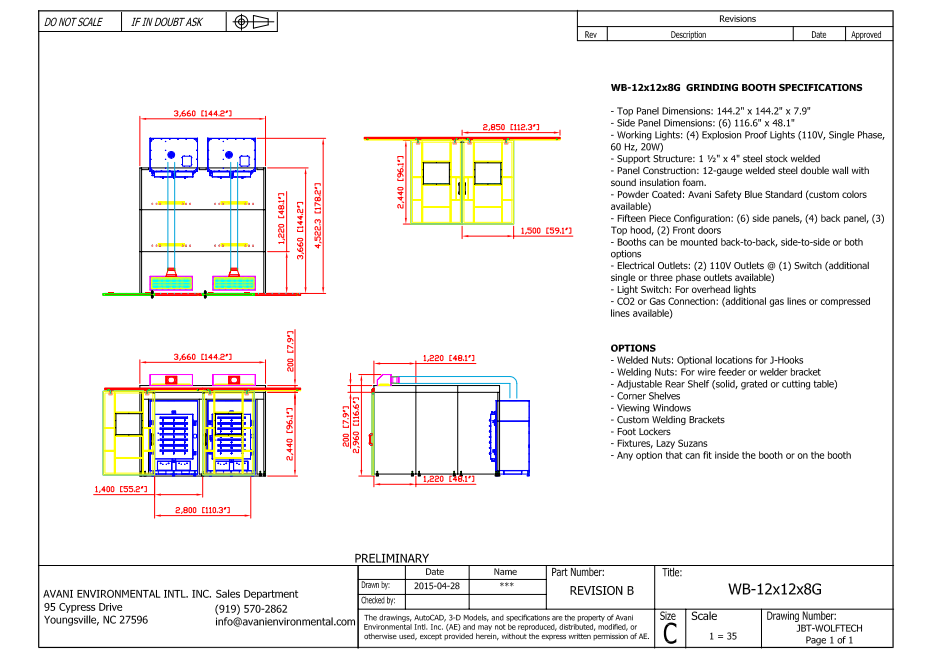 DO NOT SCALE
IF IN DOUBT ASK
Revisions
Rev
Description
Date
Approved
WB-12x12x8G GRINDING BOOTH SPECIFICATIONS
- Top Panel Dimensions: 144.2" x 144.2" x 7.9"
- Side Panel Dimensions: (6) 116.6" x 48.1"
- Working Lights: (4) Explosion Proof Lights (110V, Single Phase,
60 Hz, 20W)
- Support Structure: 1 ½" x 4" steel stock welded
- Panel Construction: 12-gauge welded steel double wall with
sound insulation foam.
- Powder Coated: Avani Safety Blue Standard (custom colors
available)
- Fifteen Piece Configuration: (6) side panels, (4) back panel, (3)
Top hood, (2) Front doors
- Booths can be mounted back-to-back, side-to-side or both
options
- Electrical Outlets: (2) 110V Outlets @ (1) Switch (additional
single or three phase outlets available)
- Light Switch: For overhead lights
- CO2 or Gas Connection: (additional gas lines or compressed
lines available)
OPTIONS
- Welded Nuts: Optional locations for J-Hooks
- Welding Nuts: For wire feeder or welder bracket
- Adjustable Rear Shelf (solid, grated or cutting table)
- Corner Shelves
- Viewing Windows
- Custom Welding Brackets
- Foot Lockers
- Fixtures, Lazy Suzans
- Any option that can fit inside the booth or on the booth
3,660 [144.2"]
1,220 [48.1"]
3,660 [144.2"]
4,522.3 [178.2"]
2,850 [112.3"]
2,440 [96.1"]
1,500 [59.1"]
3,660 [144.2"]
200 [7.9"]
2,440 [96.1"]
1,400 [55.2"]
2,800 [110.3"]
1,220 [48.1"]
200 [7.9"]
2,960 [116.6"]
1,220 [48.1"]
PRELIMINARY
AVANI ENVIRONMENTAL INTL. INC.
95 Cypress Drive
Youngsville, NC 27596
Sales Department
(919) 570-2862
info@avanienvironmental.com
Date
Name
Drawn by:
2015-04-28
***
Checked by:
The drawings, AutoCAD, 3-D Models, and specifications are the property of Avani
Environmental Intl. Inc. (AE) and may not be reproduced, distributed, modified, or
otherwise used, except provided herein, without the express written permission of AE.
Part Number:
REVISION B
Title:
WB-12x12x8G
Size
C
Scale
1 = 35
Drawing Number:
JBT-WOLFTECH
Page 1 of 1